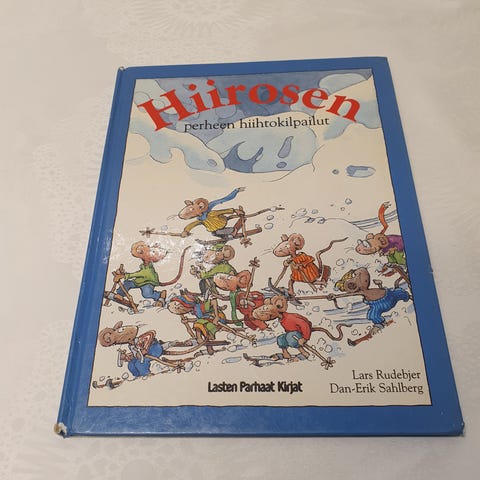 Hiirosen
perheen hiihtokilpailut
Lars Rudebjer
Dan-Erik Sahlberg
Lasten Parhaat Kirjat